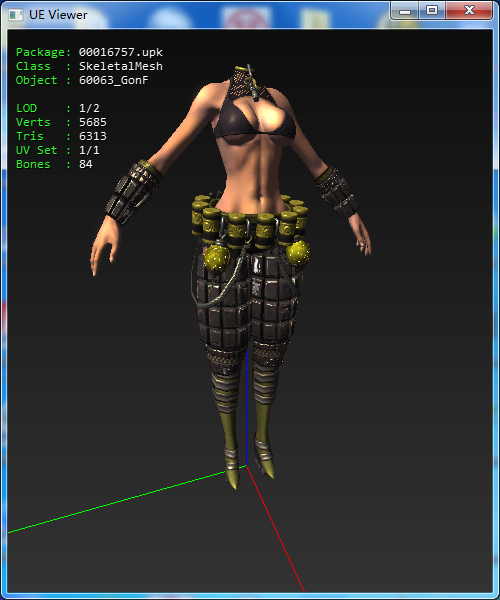 UE Viewer
Package: 00016757.upk
Class : SkeletalMesh
Object : 60063_GonF
LOD : 1/2
Verts : 5685
Tris : 6313
UV Set : 1/1
Bones : 84